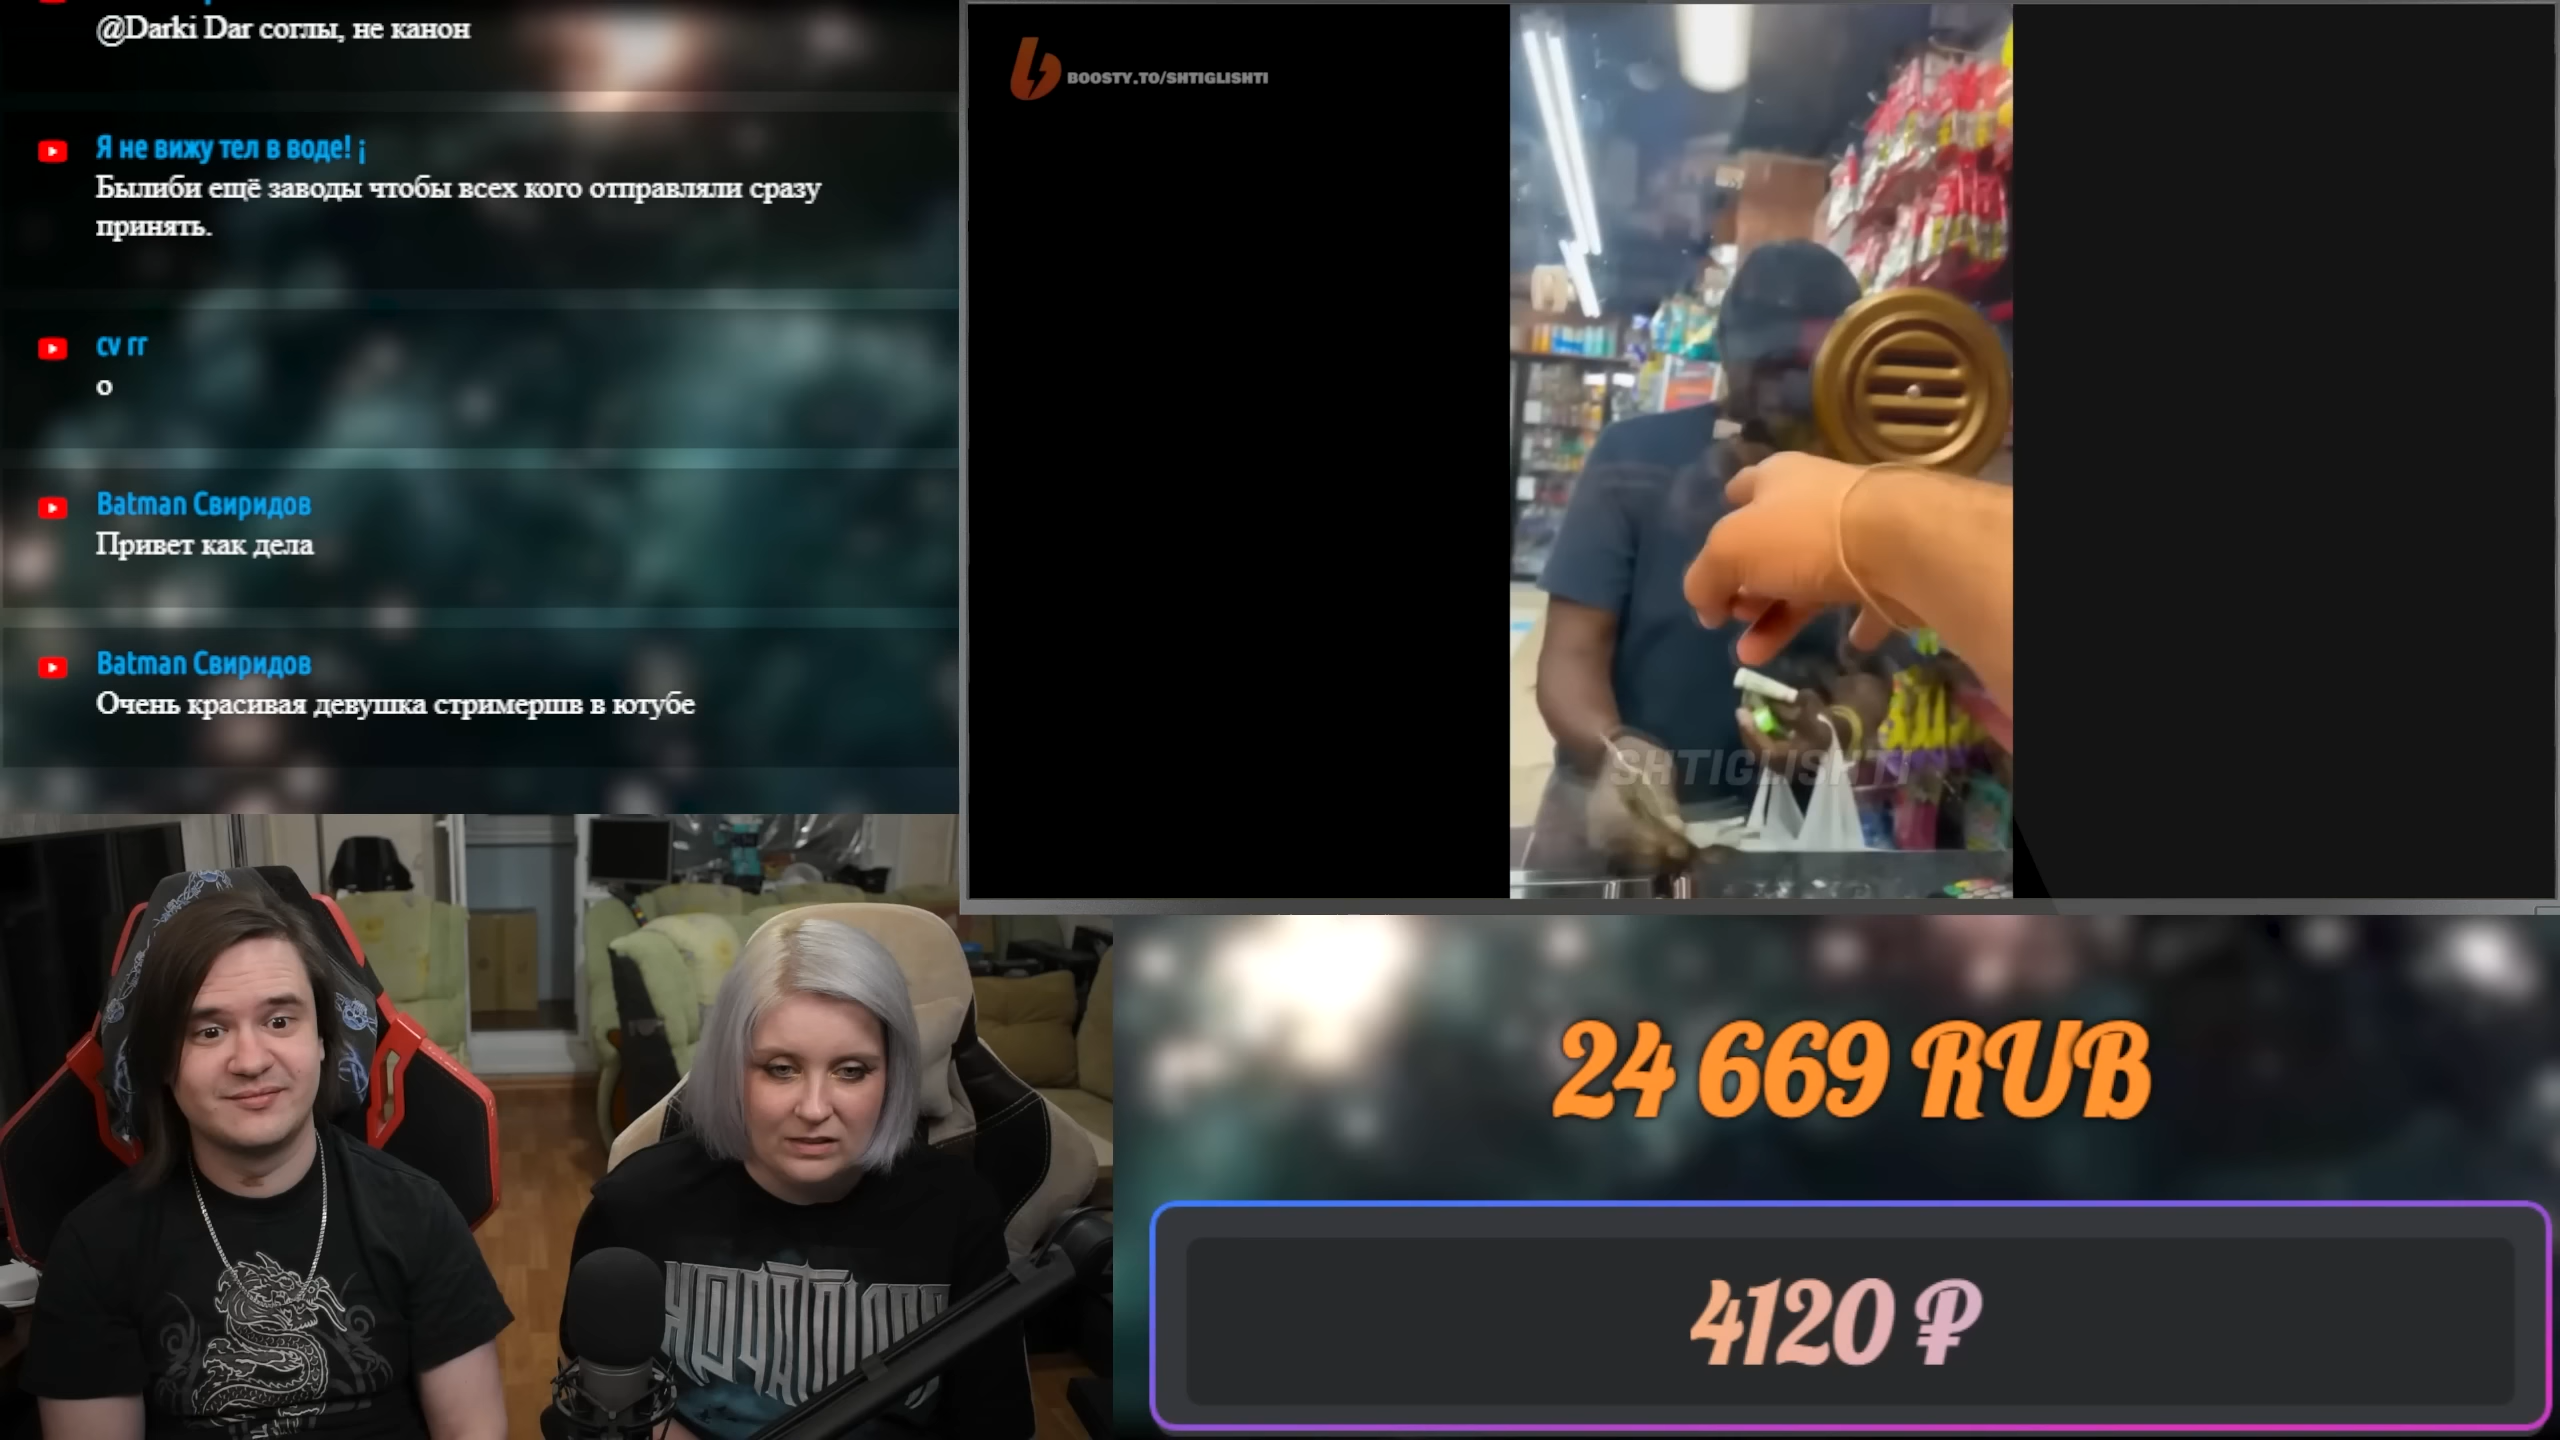 @Darki Dar соглы, не канон
Я не вижу тел в воде! ¡
Былиби ещё заводы чтобы всех кого отправляли сразу
принять.
cv rr
о
Batman Свиридов
Привет как дела
Batman Свиридов
Очень красивая девушка стримершв в ютубе
BOOSTY.TO/SHTIGLISHTI
SHTIGLISHTI
24 669 RUB
4120 ₽